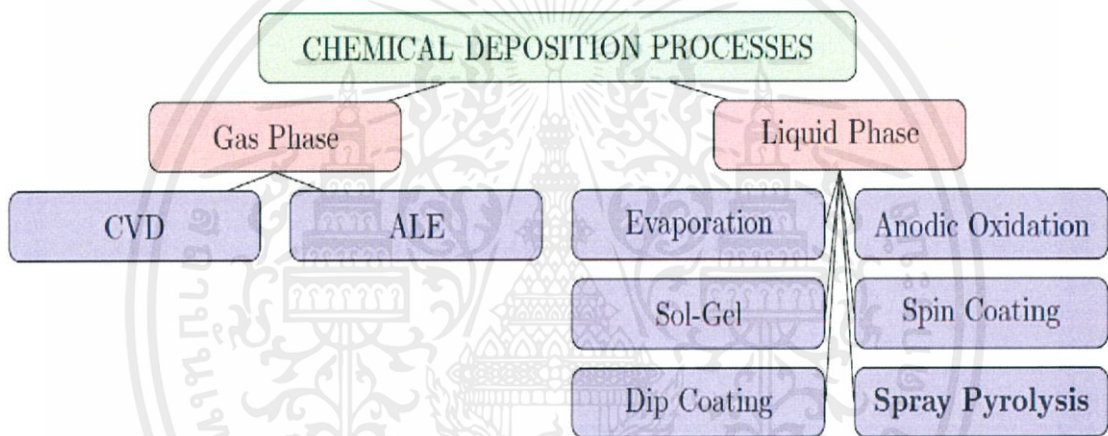 CHEMICAL DEPOSITION PROCESSES
Gas Phase
Liquid Phase
CVD
ALE
Evaporation
Anodic Oxidation
Sol-Gel
Spin Coating
Dip Coating
Spray Pyrolysis